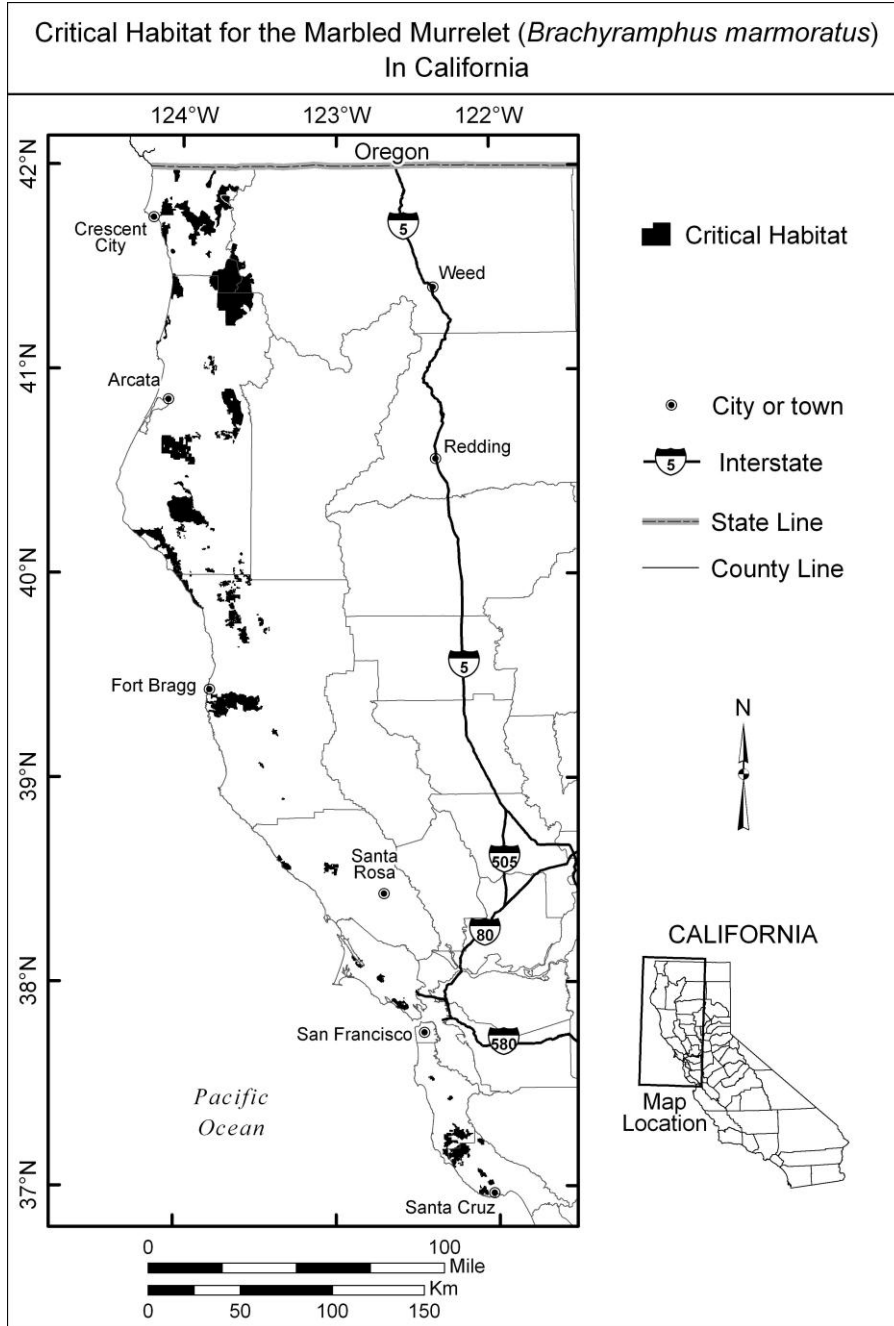 Critical Habitat for the Marbled Murrelet (Brachyramphus marmoratus)
In California
124°W 123°W 122°W
42°N
41°N
40°N
39°N
38°N
37°N
Oregon
5
Crescent
City
Weed
Arcata
Redding
5
Fort Bragg
Santa
Rosa
505
80
San Francisco
580
Pacific
Ocean
Santa Cruz
Critical Habitat
City or town
5 Interstate
State Line
County Line
N
CALIFORNIA
Map
Location
0 100
Mile
Km
0 50 100 150